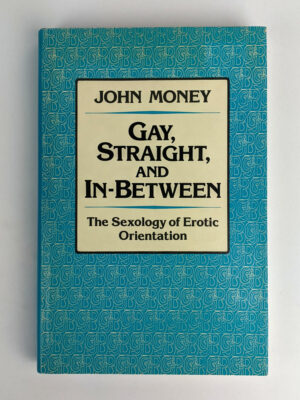 JOHN MONEY
GAY,
STRAIGHT,
AND
IN-BETWEEN
The Sexology of Erotic
Orientation